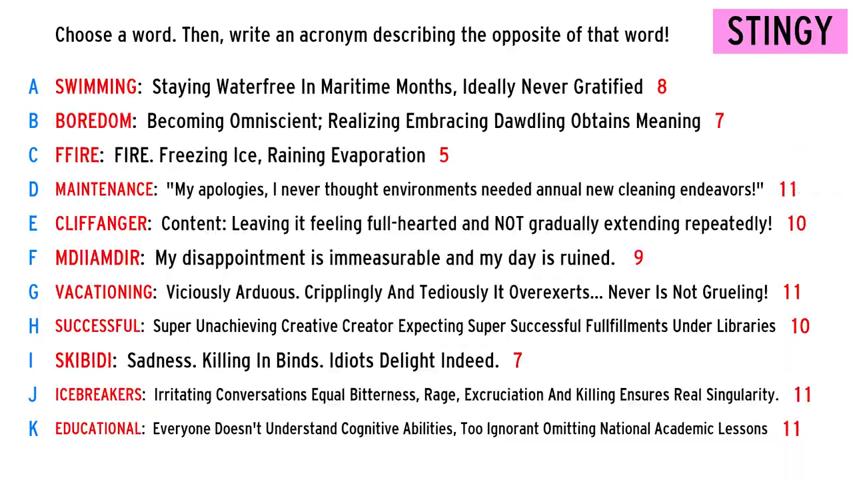 Choose a word. Then, write an acronym describing the opposite of that word!
STINGY
A SWIMMING: Staying Waterfree In Maritime Months, Ideally Never Gratified 8
B BOREDOM: Becoming Omniscient; Realizing Embracing Dawdling Obtains Meaning 7
C FFIRE: FIRE. Freezing Ice, Raining Evaporation 5
D MAINTENANCE: "My apologies, I never thought environments needed annual new cleaning endeavors!" 11
E CLIFFANGER: Content: Leaving it feeling full-hearted and NOT gradually extending repeatedly! 10
F MDIIAMDIR: My disappointment is immeasurable and my day is ruined. 9
G VACATIONING: Viciously Arduous. Cripplingly And Tediously It Overexerts... Never Is Not Grueling! 11
H SUCCESSFUL: Super Unachieving Creative Creator Expecting Super Successful Fullfillments Under Libraries 10
I SKIBIDI: Sadness. Killing In Binds. Idiots Delight Indeed. 7
J ICEBREAKERS: Irritating Conversations Equal Bitterness, Rage, Excruciation And Killing Ensures Real Singularity. 11
K EDUCATIONAL: Everyone Doesn't Understand Cognitive Abilities, Too Ignorant Omitting National Academic Lessons 11